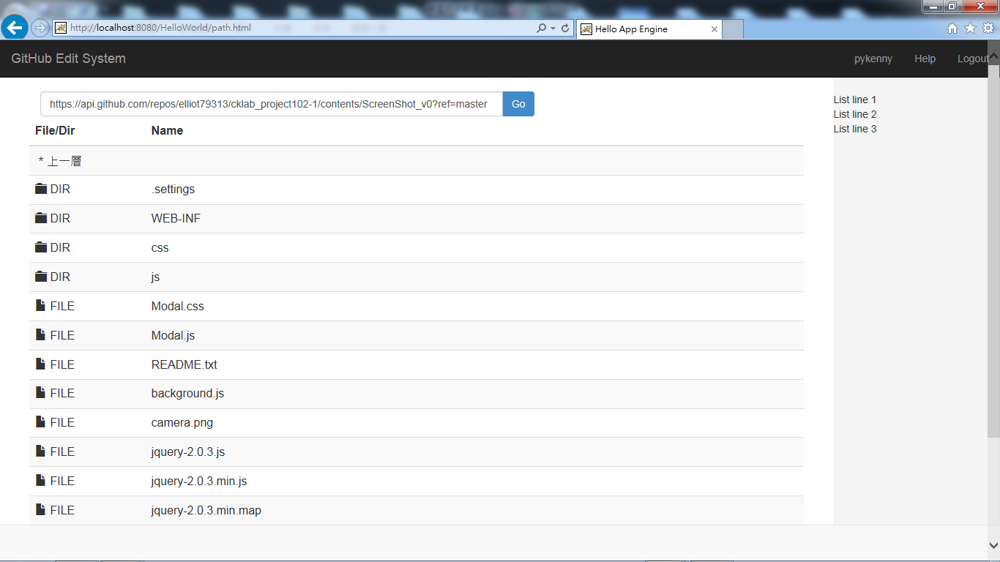 http://localhost:8080/HelloWorld/path.html
Hello App Engine
GitHub Edit System
pykenny Help Logout
https://api.github.com/repos/elliot79313/cklab_project102-1/contents/ScreenShot_v0?ref=master Go
File/Dir Name
* 上一層
DIR .settings
DIR WEB-INF
DIR css
DIR js
FILE Modal.css
FILE Modal.js
FILE README.txt
FILE background.js
FILE camera.png
FILE jquery-2.0.3.js
FILE jquery-2.0.3.min.js
FILE jquery-2.0.3.min.map
List line 1
List line 2
List line 3